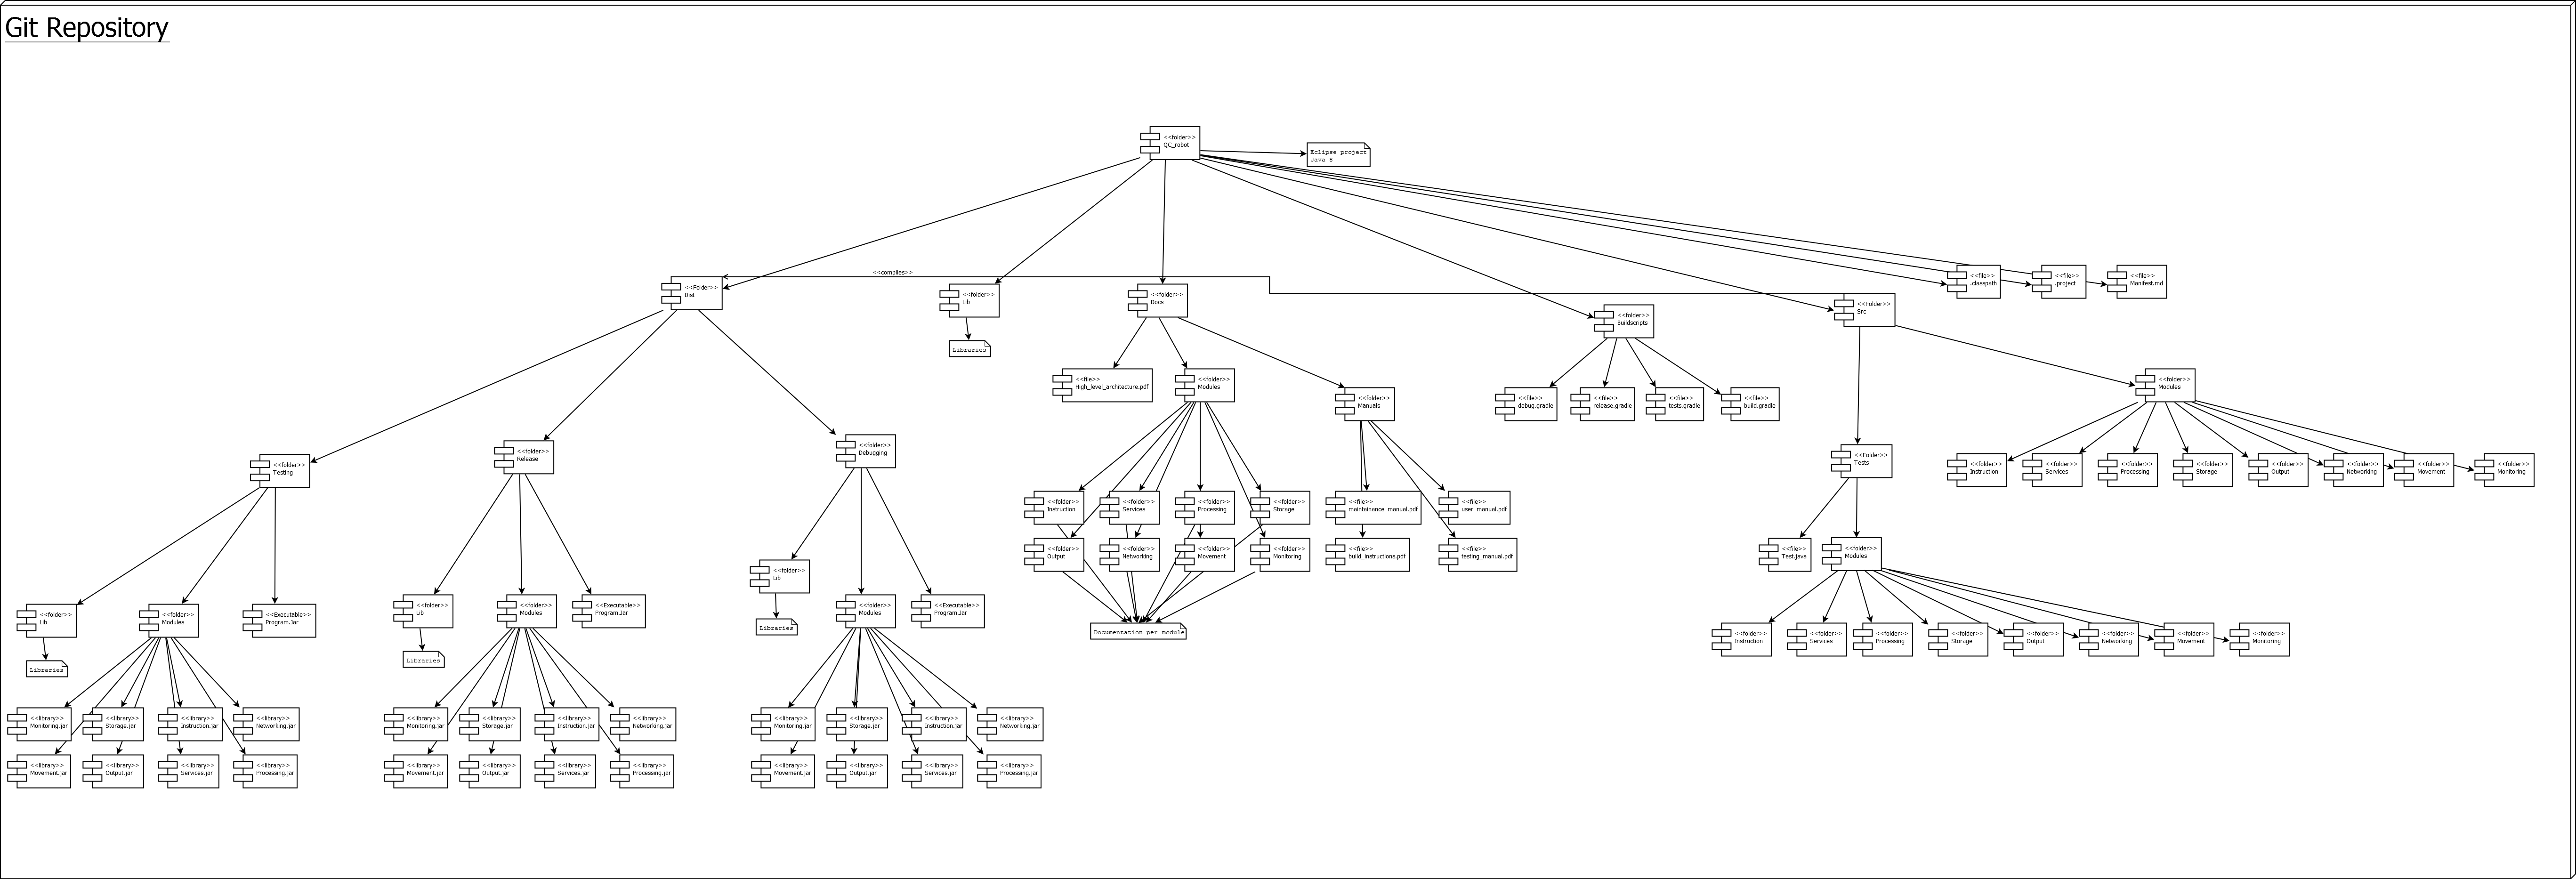 Git Repository
<<folder>>
QC_robot
Eclipse project
Java 8
<<compiles>>
<<Folder>>
Dist
<<folder>>
Lib
Libraries
<<folder>>
Docs
<<folder>>
Buildscripts
<<Folder>>
Src
<<file>>
.classpath
<<file>>
.project
<<file>>
Manifest.md
<<file>>
High_level_architecture.pdf
<<folder>>
Modules
<<folder>>
Manuals
<<file>>
debug.gradle
<<file>>
release.gradle
<<file>>
tests.gradle
<<file>>
build.gradle
<<folder>>
Modules
<<folder>>
Testing
<<folder>>
Release
<<folder>>
Debugging
<<Folder>>
Tests
<<folder>>
Instruction
<<folder>>
Services
<<folder>>
Processing
<<folder>>
Storage
<<folder>>
Output
<<folder>>
Networking
<<folder>>
Movement
<<folder>>
Monitoring
<<folder>>
Instruction
<<folder>>
Services
<<folder>>
Processing
<<folder>>
Storage
<<file>>
maintainance_manual.pdf
<<file>>
user_manual.pdf
<<folder>>
Output
<<folder>>
Networking
<<folder>>
Movement
<<folder>>
Monitoring
<<file>>
build_instructions.pdf
<<file>>
testing_manual.pdf
Documentation per module
<<file>>
Test.java
<<folder>>
Modules
<<folder>>
Instruction
<<folder>>
Services
<<folder>>
Processing
<<folder>>
Storage
<<folder>>
Output
<<folder>>
Networking
<<folder>>
Movement
<<folder>>
Monitoring
<<folder>>
Lib
Libraries
<<folder>>
Modules
<<Executable>>
Program.Jar
<<library>>
Monitoring.jar
<<library>>
Storage.jar
<<library>>
Instruction.jar
<<library>>
Networking.jar
<<library>>
Movement.jar
<<library>>
Output.jar
<<library>>
Services.jar
<<library>>
Processing.jar
<<folder>>
Lib
Libraries
<<folder>>
Modules
<<Executable>>
Program.Jar
<<library>>
Monitoring.jar
<<library>>
Storage.jar
<<library>>
Instruction.jar
<<library>>
Networking.jar
<<library>>
Movement.jar
<<library>>
Output.jar
<<library>>
Services.jar
<<library>>
Processing.jar
<<folder>>
Lib
Libraries
<<folder>>
Modules
<<Executable>>
Program.Jar
<<library>>
Monitoring.jar
<<library>>
Storage.jar
<<library>>
Instruction.jar
<<library>>
Networking.jar
<<library>>
Movement.jar
<<library>>
Output.jar
<<library>>
Services.jar
<<library>>
Processing.jar